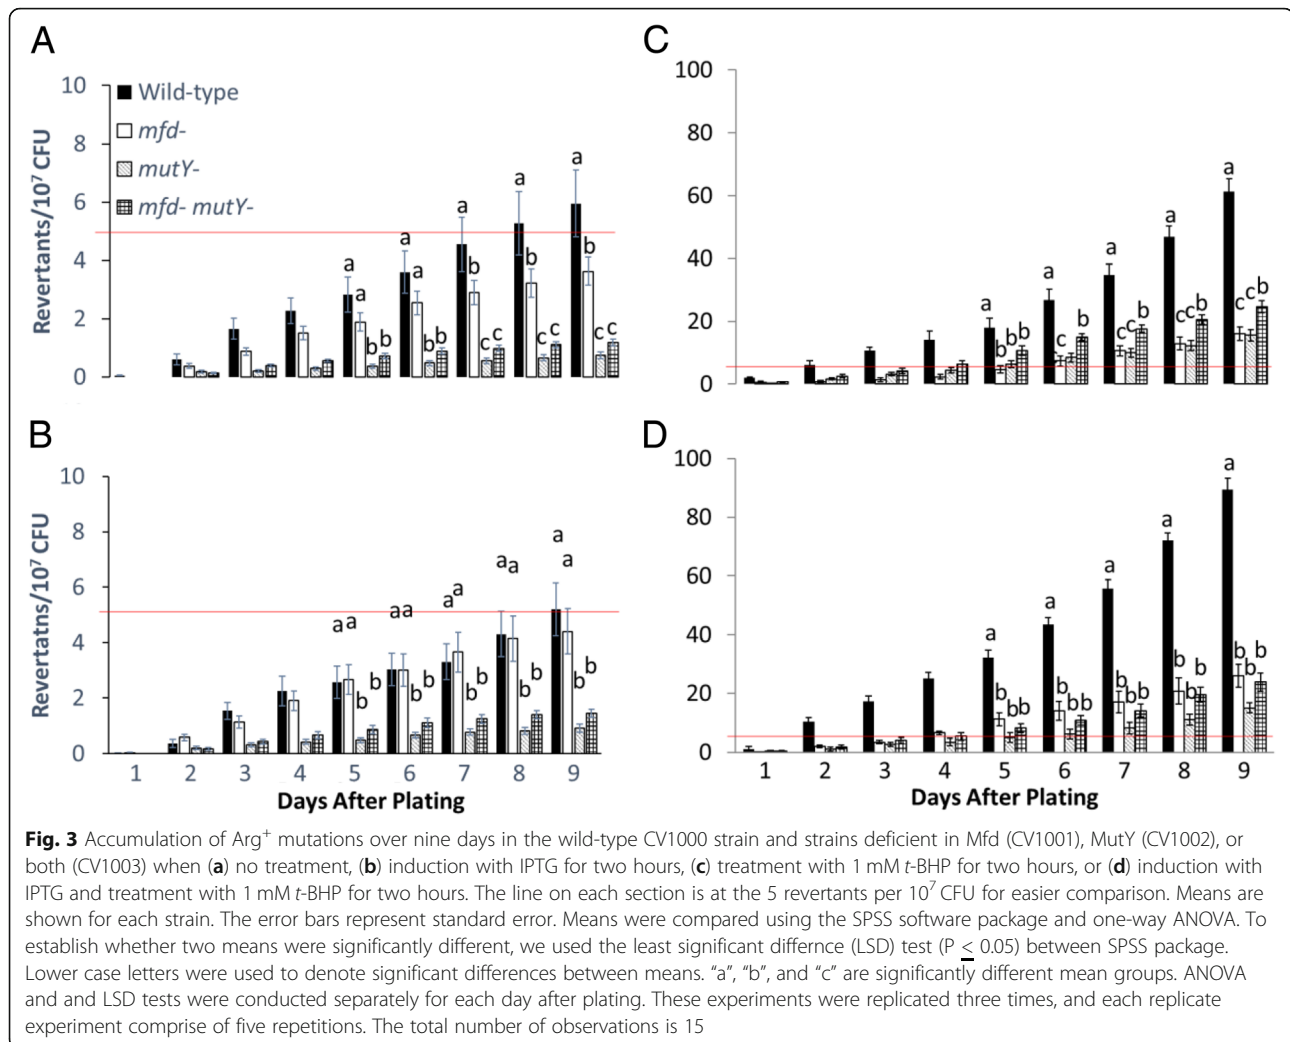 A
Revertants/10⁷ CFU
10
8
6
4
2
0
Wild-type
mfd-
mutY-
mfd- mutY-
a a b b
a a b b
a b c c
a b c c
a b c c
C
100
80
60
40
20
0
a b b b
a c c b
a c c b
a c c b
a c c b
B
Revertatns/10⁷ CFU
10
8
6
4
2
0
a a b b
a a b b
a a b b
a a b b
a a b b
1 2 3 4 5 6 7 8 9
Days After Plating
D
100
80
60
40
20
0
a b b b
a b b b
a b b b
a b b b
a b b b
1 2 3 4 5 6 7 8 9
Days After Plating
Fig. 3 Accumulation of Arg⁺ mutations over nine days in the wild-type CV1000 strain and strains deficient in Mfd (CV1001), MutY (CV1002), or
both (CV1003) when (a) no treatment, (b) induction with IPTG for two hours, (c) treatment with 1 mM t-BHP for two hours, or (d) induction with
IPTG and treatment with 1 mM t-BHP for two hours. The line on each section is at the 5 revertants per 10⁷ CFU for easier comparison. Means are
shown for each strain. The error bars represent standard error. Means were compared using the SPSS software package and one-way ANOVA. To
establish whether two means were significantly different, we used the least significant differnce (LSD) test (P ≤ 0.05) between SPSS package.
Lower case letters were used to denote significant differences between means. "a", "b", and "c" are significantly different mean groups. ANOVA
and and LSD tests were conducted separately for each day after plating. These experiments were replicated three times, and each replicate
experiment comprise of five repetitions. The total number of observations is 15